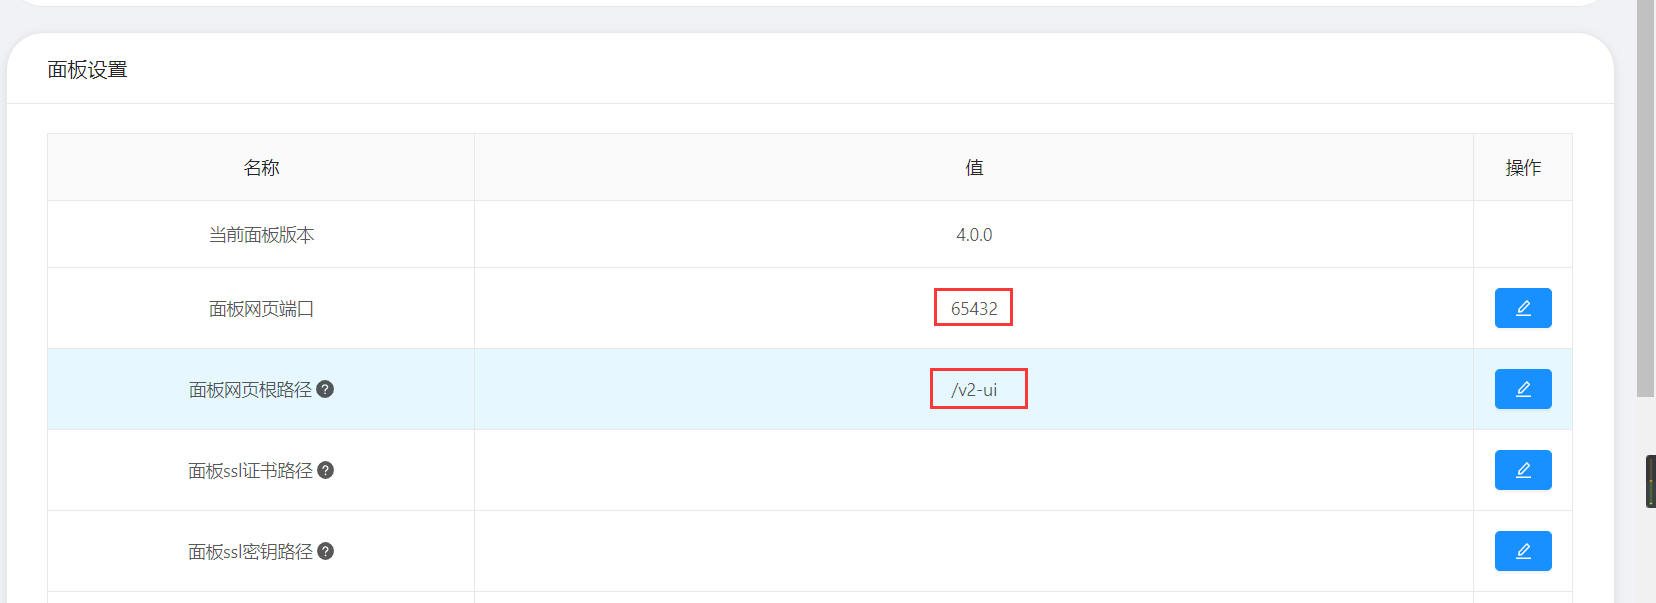 面板设置
名称 值 操作
当前面板版本 4.0.0
面板网页端口 65432
面板网页根路径 ? /v2-ui
面板ssl证书路径 ?
面板ssl密钥路径 ?